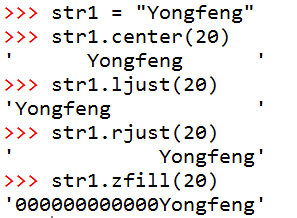 >>> str1 = "Yongfeng"
>>> str1.center(20)
'      Yongfeng      '
>>> str1.ljust(20)
'Yongfeng            '
>>> str1.rjust(20)
'            Yongfeng'
>>> str1.zfill(20)
'000000000000Yongfeng'